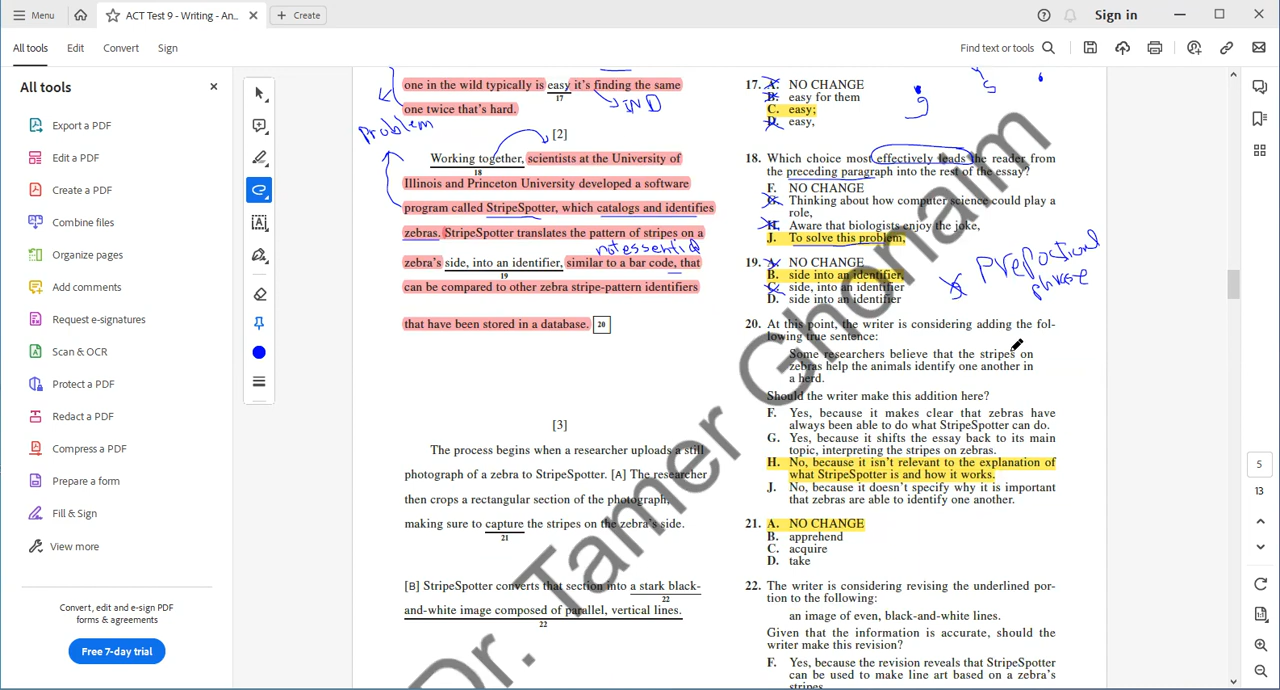 Menu
ACT Test 9 - Writing - An...
Create
Sign in
All tools
Edit
Convert
Sign
Find text or tools
All tools
Export a PDF
Edit a PDF
Create a PDF
Combine files
Organize pages
Add comments
Request e-signatures
Scan & OCR
Protect a PDF
Redact a PDF
Compress a PDF
Prepare a form
Fill & Sign
View more
Convert, edit and e-sign PDF
forms & agreements
Free 7-day trial
one in the wild typically is easy it's finding the same
17
IND
one twice that's hard.
problem
[2]
Working together, scientists at the University of
18
Illinois and Princeton University developed a software
program called StripeSpotter, which catalogs and identifies
zebras. StripeSpotter translates the pattern of stripes on a
not essential
zebra's side, into an identifier, similar to a bar code, that
19
can be compared to other zebra stripe-pattern identifiers
that have been stored in a database. 20
[3]
The process begins when a researcher uploads a still
photograph of a zebra to StripeSpotter. [A] The researcher
then crops a rectangular section of the photograph,
making sure to capture the stripes on the zebra's side.
21
[B] StripeSpotter converts that section into a stark black-
22
and-white image composed of parallel, vertical lines.
22
17. A. NO CHANGE
B. easy for them
C. easy;
D. easy,
18. Which choice most effectively leads the reader from
the preceding paragraph into the rest of the essay?
F. NO CHANGE
G. Thinking about how computer science could play a
role,
H. Aware that biologists enjoy the joke,
J. To solve this problem,
19. A. NO CHANGE
B. side into an identifier,
C. side, into an identifier
D. side into an identifier
prepositional
phrase
20. At this point, the writer is considering adding the fol-
lowing true sentence:
Some researchers believe that the stripes on
zebras help the animals identify one another in
a herd.
Should the writer make this addition here?
F. Yes, because it makes clear that zebras have
always been able to do what StripeSpotter can do.
G. Yes, because it shifts the essay back to its main
topic, interpreting the stripes on zebras.
H. No, because it isn't relevant to the explanation of
what StripeSpotter is and how it works.
J. No, because it doesn't specify why it is important
that zebras are able to identify one another.
21. A. NO CHANGE
B. apprehend
C. acquire
D. take
22. The writer is considering revising the underlined por-
tion to the following:
an image of even, black-and-white lines.
Given that the information is accurate, should the
writer make this revision?
F. Yes, because the revision reveals that StripeSpotter
can be used to make line art based on a zebra's
stripes.
Dr. Tamer Ghonaim
5
13